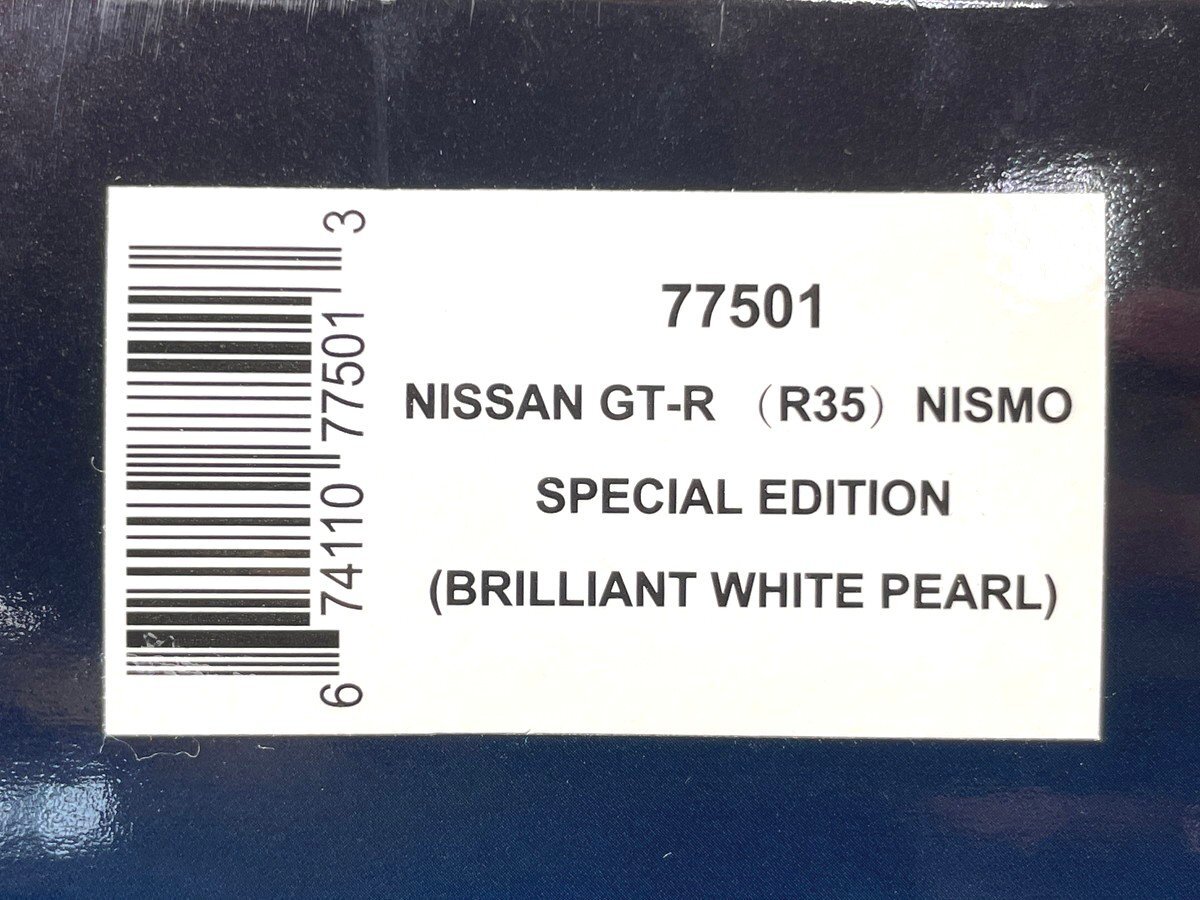 77501
NISSAN GT-R （R35）NISMO
SPECIAL EDITION
(BRILLIANT WHITE PEARL)
6 74110 77501 3